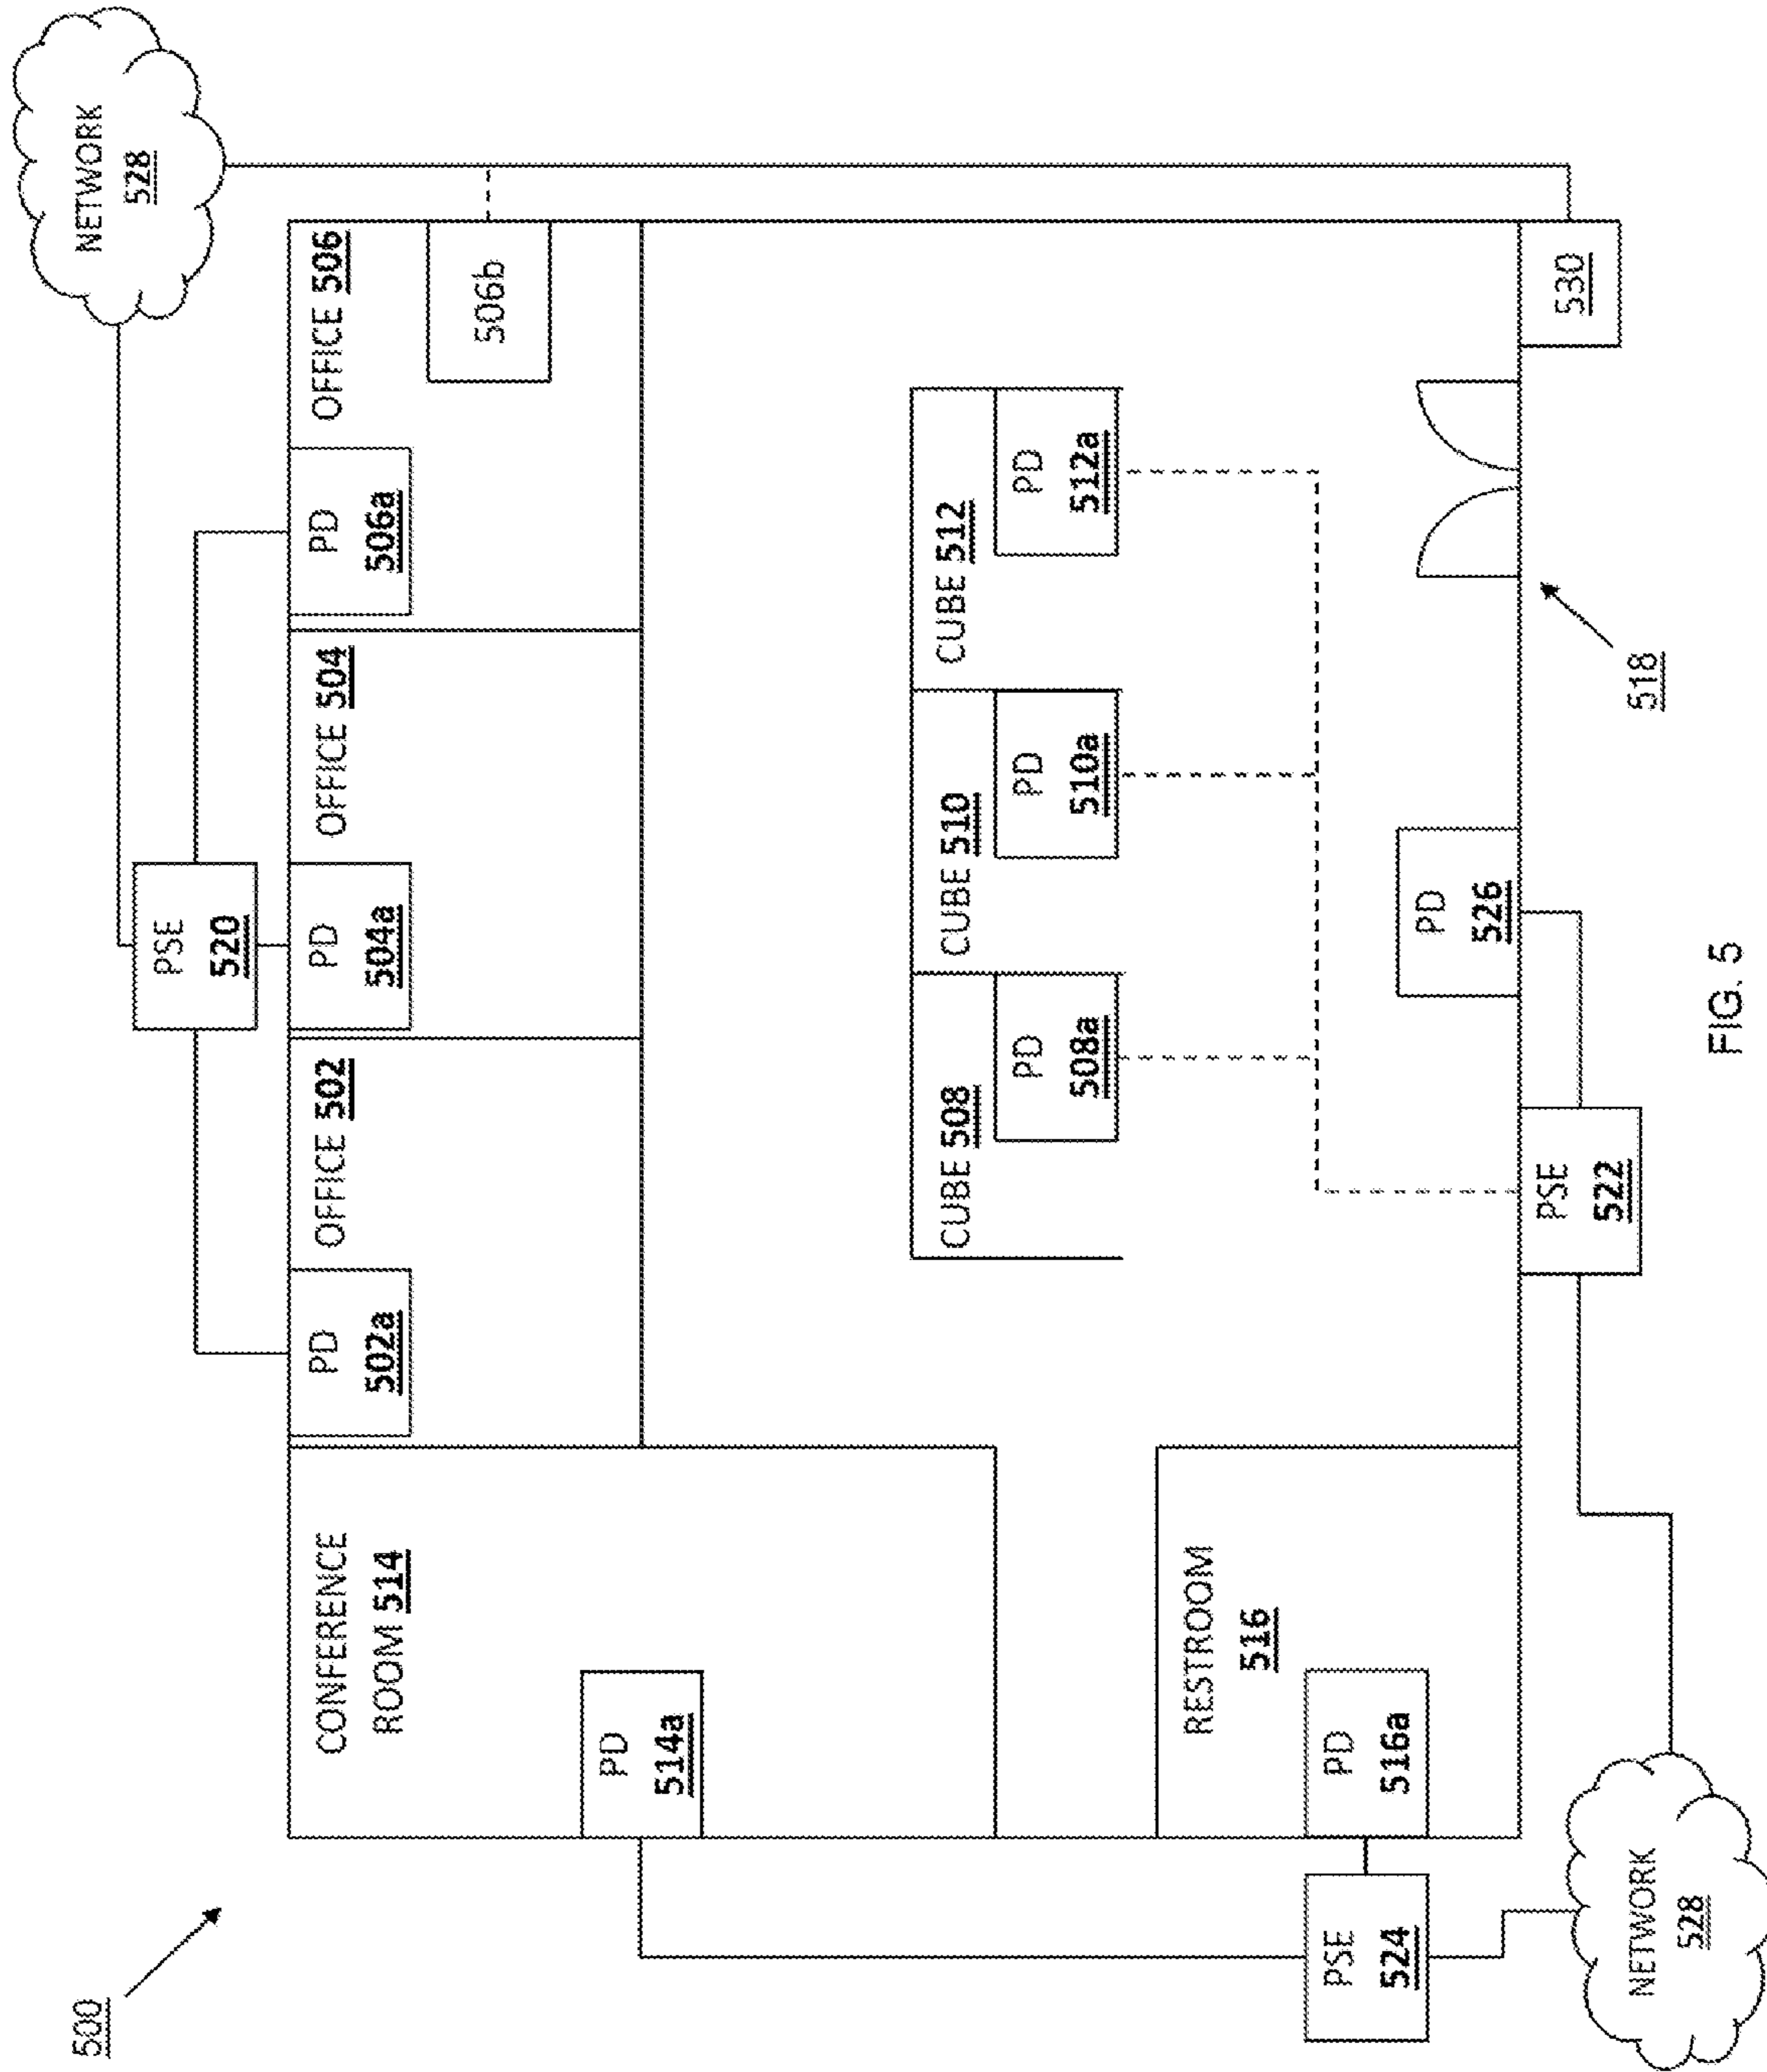 500
NETWORK
528
PSE
520
CONFERENCE
ROOM 514
PD
514a
OFFICE 502
PD
502a
OFFICE 504
PD
504a
OFFICE 506
PD
506a
506b
CUBE 508
PD
508a
CUBE 510
PD
510a
CUBE 512
PD
512a
RESTROOM
516
PD
516a
PSE
524
NETWORK
528
PSE
522
PD
526
518
530
FIG. 5